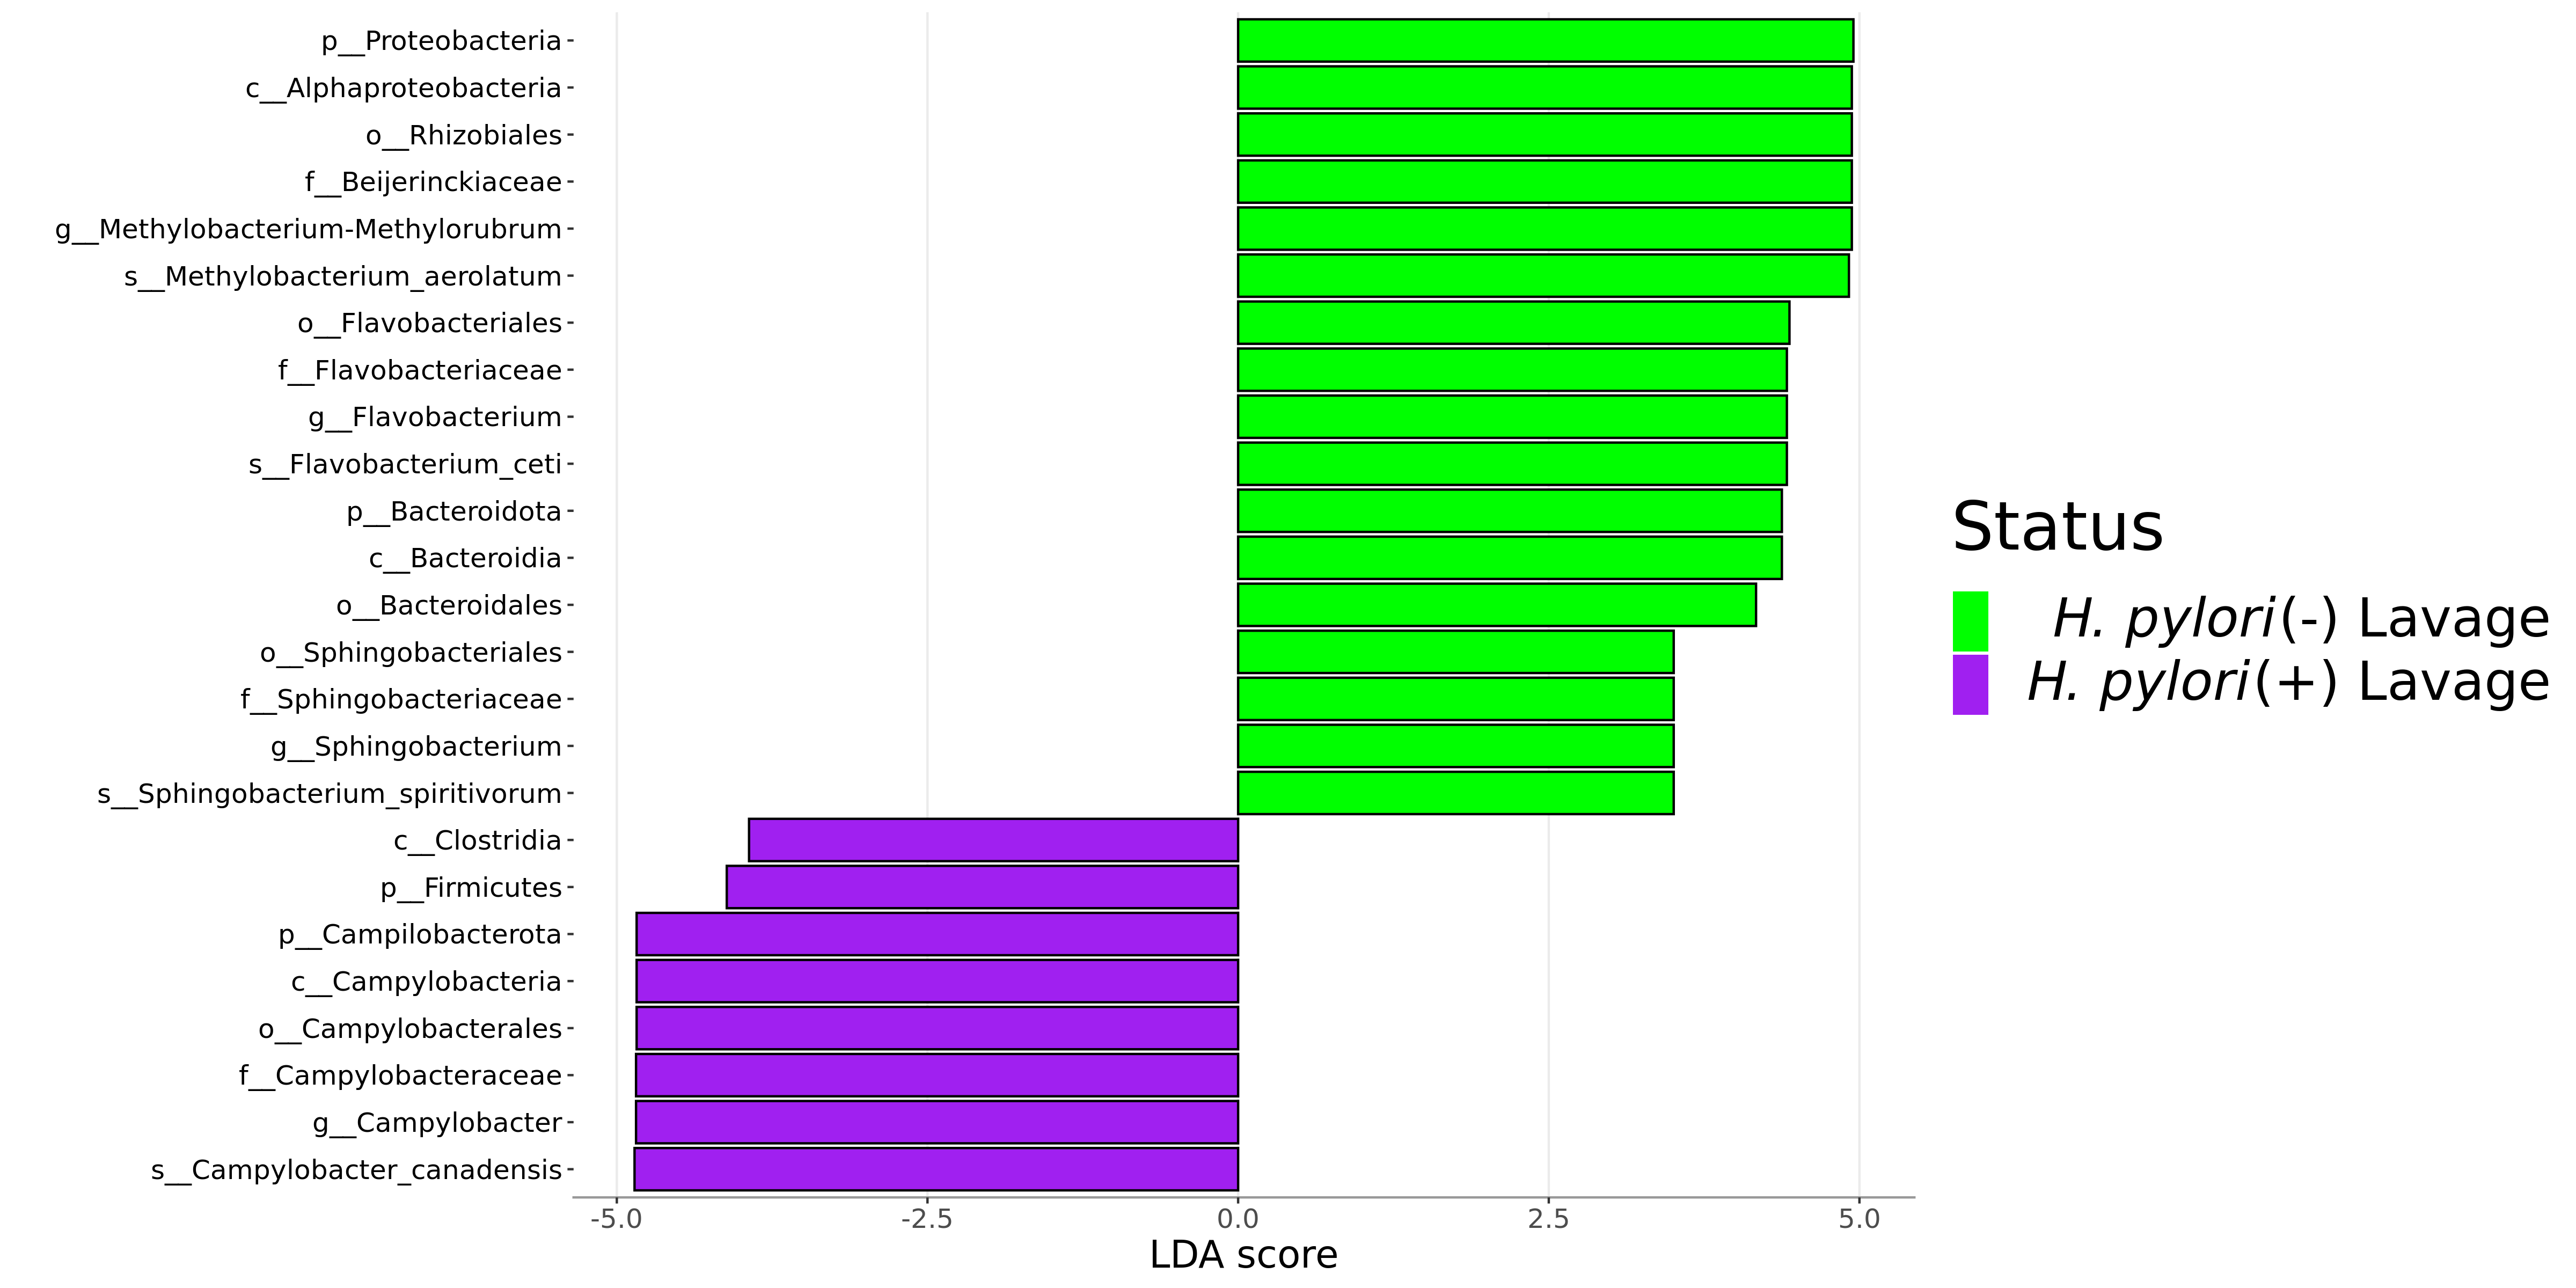 p__Proteobacteria
c__Alphaproteobacteria
o__Rhizobiales
f__Beijerinckiaceae
g__Methylobacterium-Methylorubrum
s__Methylobacterium_aerolatum
o__Flavobacteriales
f__Flavobacteriaceae
g__Flavobacterium
s__Flavobacterium_ceti
p__Bacteroidota
c__Bacteroidia
o__Bacteroidales
o__Sphingobacteriales
f__Sphingobacteriaceae
g__Sphingobacterium
s__Sphingobacterium_spiritivorum
c__Clostridia
p__Firmicutes
p__Campilobacterota
c__Campylobacteria
o__Campylobacterales
f__Campylobacteraceae
g__Campylobacter
s__Campylobacter_canadensis
-5.0 -2.5 0.0 2.5 5.0
LDA score
Status
H. pylori(-) Lavage
H. pylori(+) Lavage